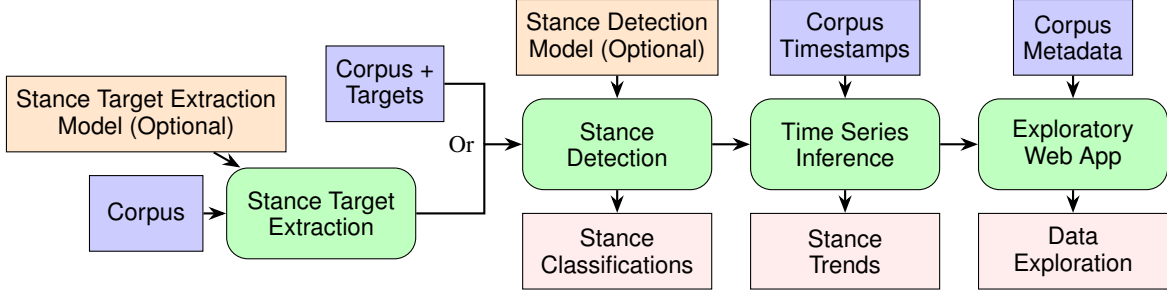 Stance Target Extraction
Model (Optional)
Corpus
Stance Target
Extraction
Corpus +
Targets
Or
Stance Detection
Model (Optional)
Stance
Detection
Stance
Classifications
Corpus
Timestamps
Time Series
Inference
Stance
Trends
Corpus
Metadata
Exploratory
Web App
Data
Exploration